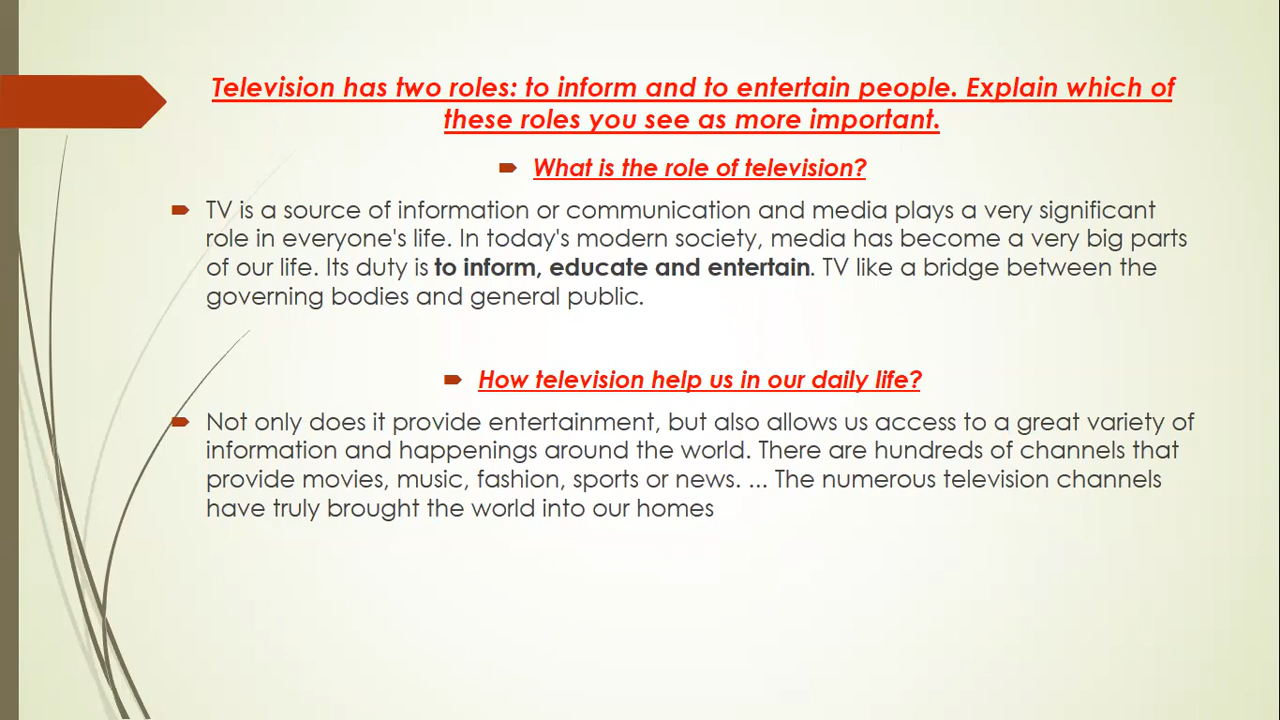 Television has two roles: to inform and to entertain people. Explain which of
these roles you see as more important.
What is the role of television?
TV is a source of information or communication and media plays a very significant
role in everyone's life. In today's modern society, media has become a very big parts
of our life. Its duty is to inform, educate and entertain. TV like a bridge between the
governing bodies and general public.
How television help us in our daily life?
Not only does it provide entertainment, but also allows us access to a great variety of
information and happenings around the world. There are hundreds of channels that
provide movies, music, fashion, sports or news. ... The numerous television channels
have truly brought the world into our homes